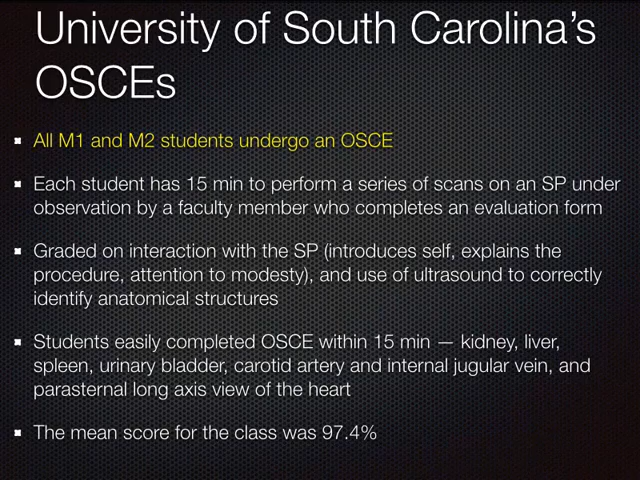 University of South Carolina’s
OSCEs
All M1 and M2 students undergo an OSCE
Each student has 15 min to perform a series of scans on an SP under
observation by a faculty member who completes an evaluation form
Graded on interaction with the SP (introduces self, explains the
procedure, attention to modesty), and use of ultrasound to correctly
identify anatomical structures
Students easily completed OSCE within 15 min — kidney, liver,
spleen, urinary bladder, carotid artery and internal jugular vein, and
parasternal long axis view of the heart
The mean score for the class was 97.4%